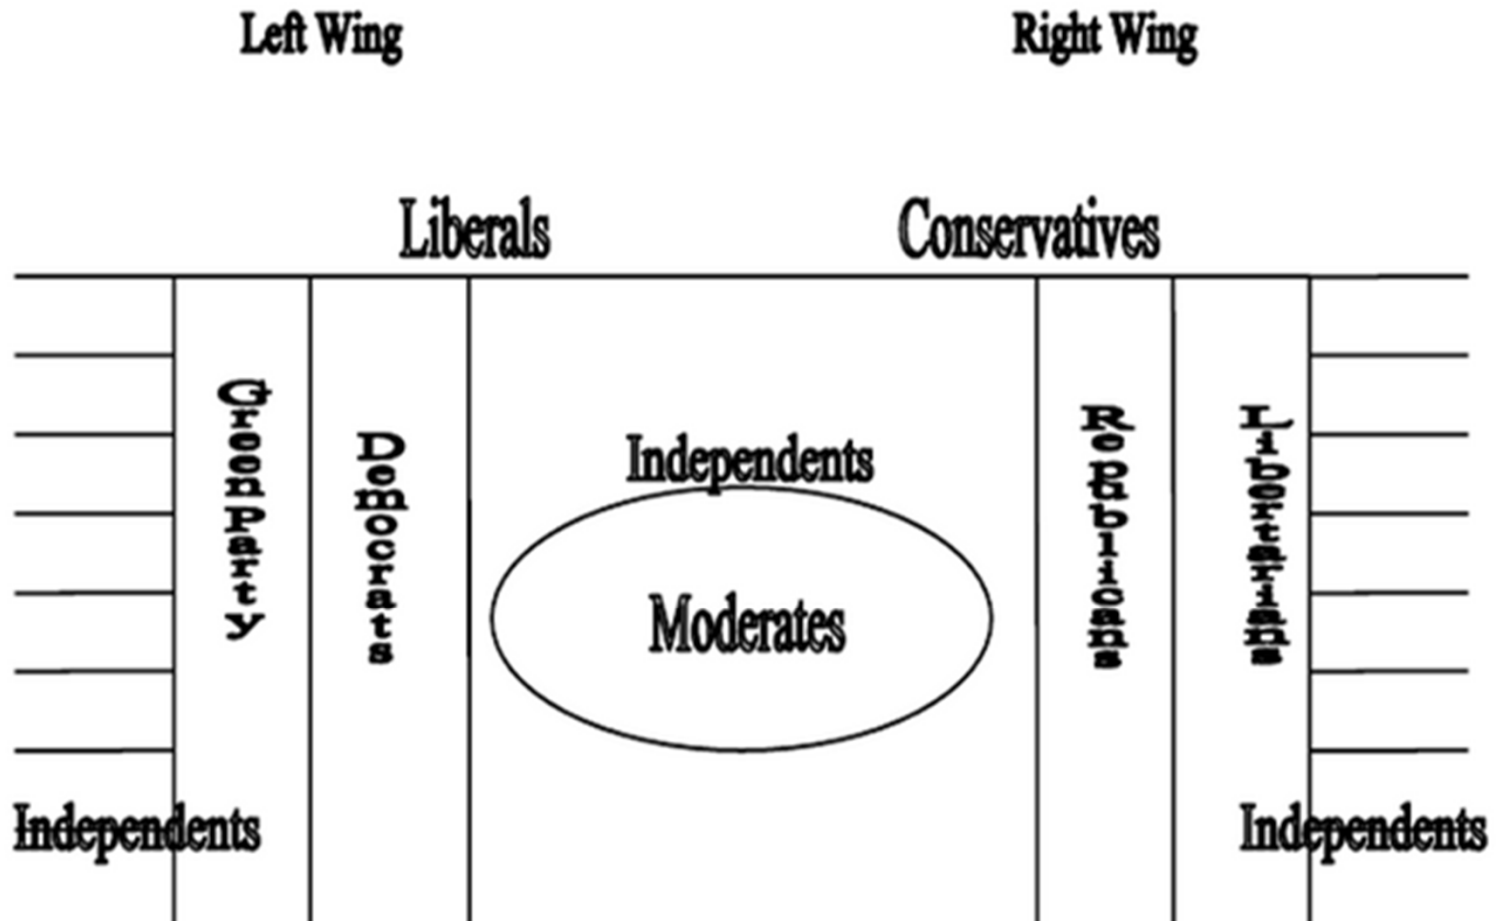 Left Wing
Right Wing
Liberals
Conservatives
Green Party
Democrats
Independents
Moderates
Republicans
Libertarians
Independents
Independents